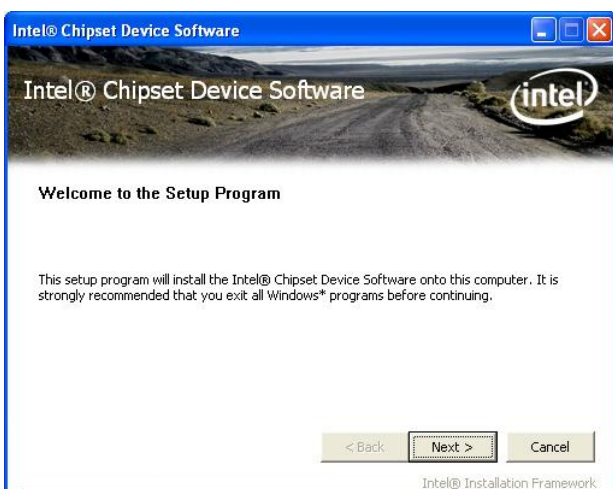 Intel® Chipset Device Software
Intel® Chipset Device Software
intel
Welcome to the Setup Program
This setup program will install the Intel® Chipset Device Software onto this computer. It is
strongly recommended that you exit all Windows* programs before continuing.
< Back
Next >
Cancel
Intel® Installation Framework